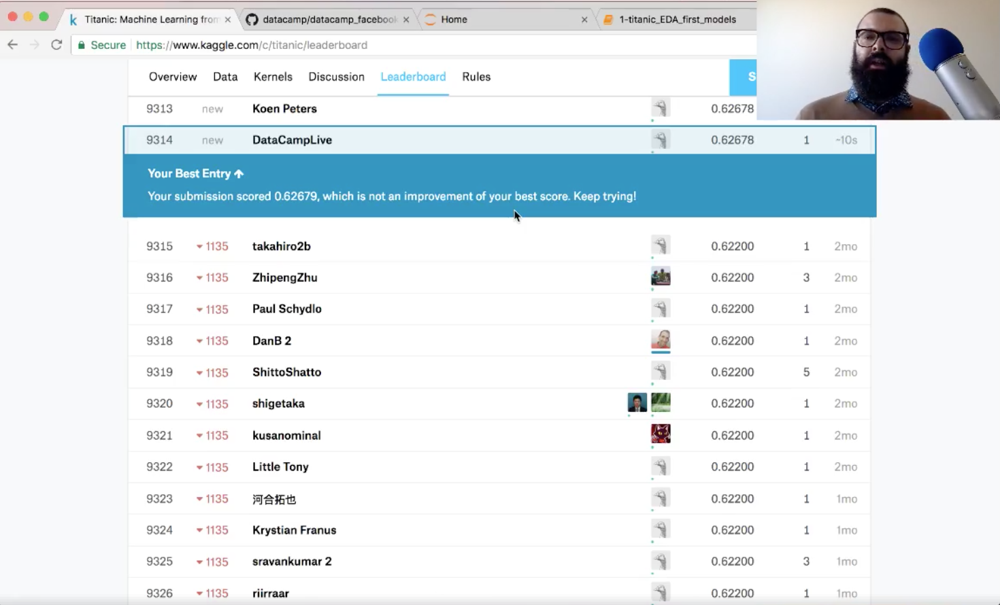 Titanic: Machine Learning from
datacamp/datacamp_facebook
Home
1-titanic_EDA_first_models
Secure https://www.kaggle.com/c/titanic/leaderboard
Overview Data Kernels Discussion Leaderboard Rules S
9313 new Koen Peters 0.62678
9314 new DataCampLive 0.62678 1 ~10s
Your Best Entry
Your submission scored 0.62679, which is not an improvement of your best score. Keep trying!
9315 1135 takahiro2b 0.62200 1 2mo
9316 1135 ZhipengZhu 0.62200 3 2mo
9317 1135 Paul Schydlo 0.62200 1 2mo
9318 1135 DanB 2 0.62200 1 2mo
9319 1135 ShittoShatto 0.62200 5 2mo
9320 1135 shigetaka 0.62200 1 2mo
9321 1135 kusanominal 0.62200 1 2mo
9322 1135 Little Tony 0.62200 1 2mo
9323 1135 河合拓也 0.62200 1 1mo
9324 1135 Krystian Franus 0.62200 1 1mo
9325 1135 sravankumar 2 0.62200 3 1mo
9326 1135 riirraar 0.62200 1 1mo